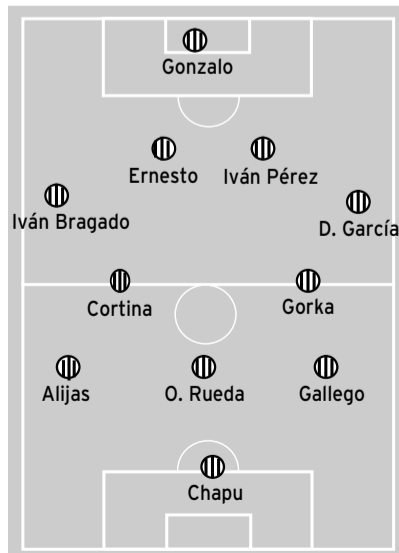 Gonzalo
Ernesto
Iván Pérez
Iván Bragado
D. García
Cortina
Gorka
Alijas
O. Rueda
Gallego
Chapu